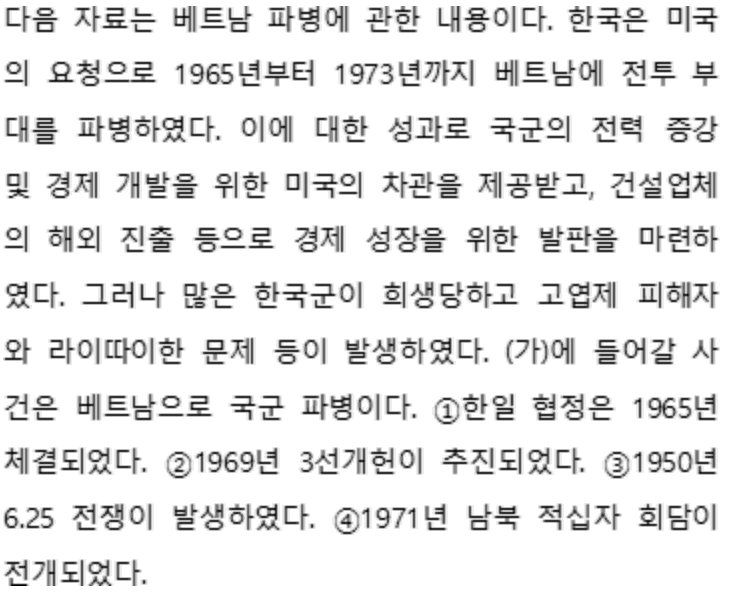 다음 자료는 베트남 파병에 관한 내용이다. 한국은 미국
의 요청으로 1965년부터 1973년까지 베트남에 전투 부
대를 파병하였다. 이에 대한 성과로 국군의 전력 증강
및 경제 개발을 위한 미국의 차관을 제공받고, 건설업체
의 해외 진출 등으로 경제 성장을 위한 발판을 마련하
였다. 그러나 많은 한국군이 희생당하고 고엽제 피해자
와 라이따이한 문제 등이 발생하였다. (가)에 들어갈 사
건은 베트남으로 국군 파병이다. ①한일 협정은 1965년
체결되었다. ②1969년 3선개헌이 추진되었다. ③1950년
6.25 전쟁이 발생하였다. ④1971년 남북 적십자 회담이
전개되었다.